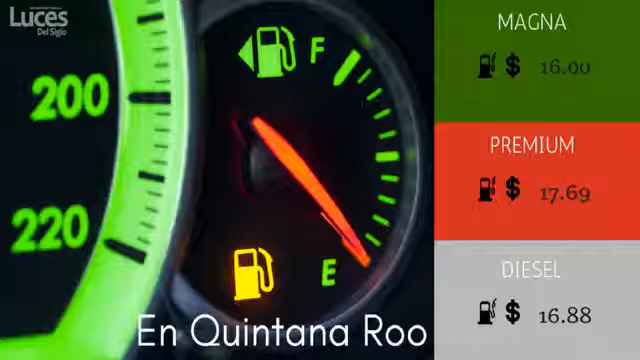 Luces
Del Siglo
200
220
F
E
En Quintana Roo
MAGNA
$ 16.00
PREMIUM
$ 17.69
DIESEL
$ 16.88